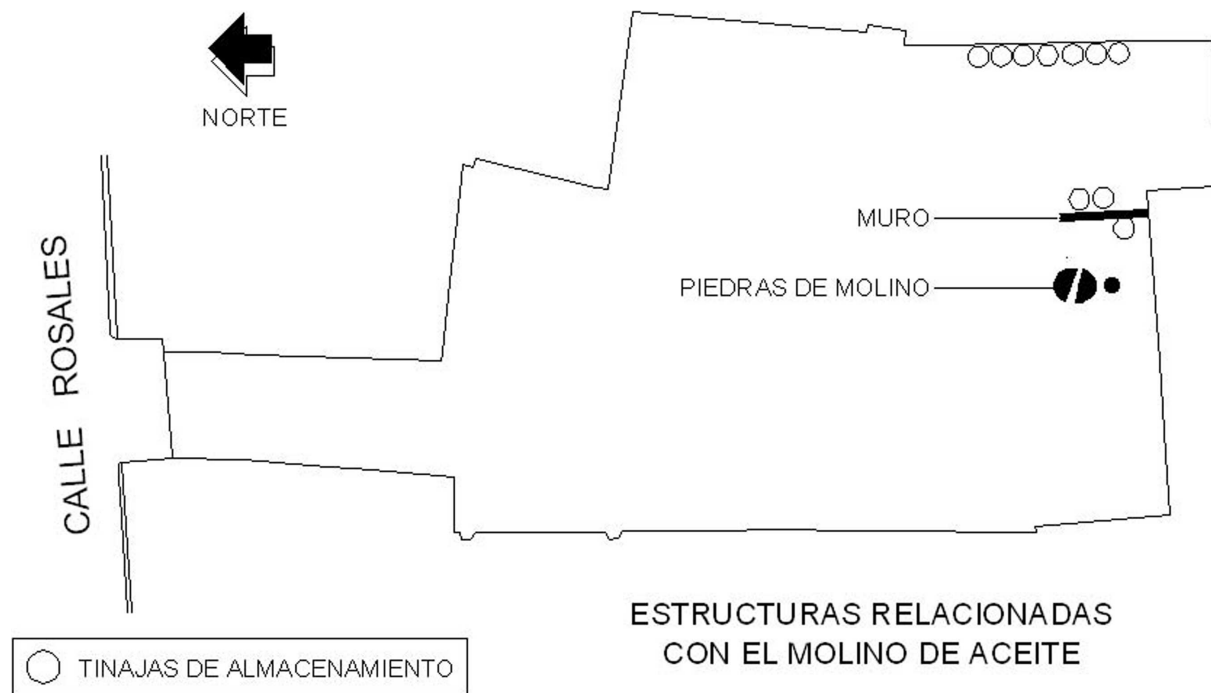 NORTE
MURO
PIEDRAS DE MOLINO
CALLE ROSALES
ESTRUCTURAS RELACIONADAS
CON EL MOLINO DE ACEITE
TINAJAS DE ALMACENAMIENTO